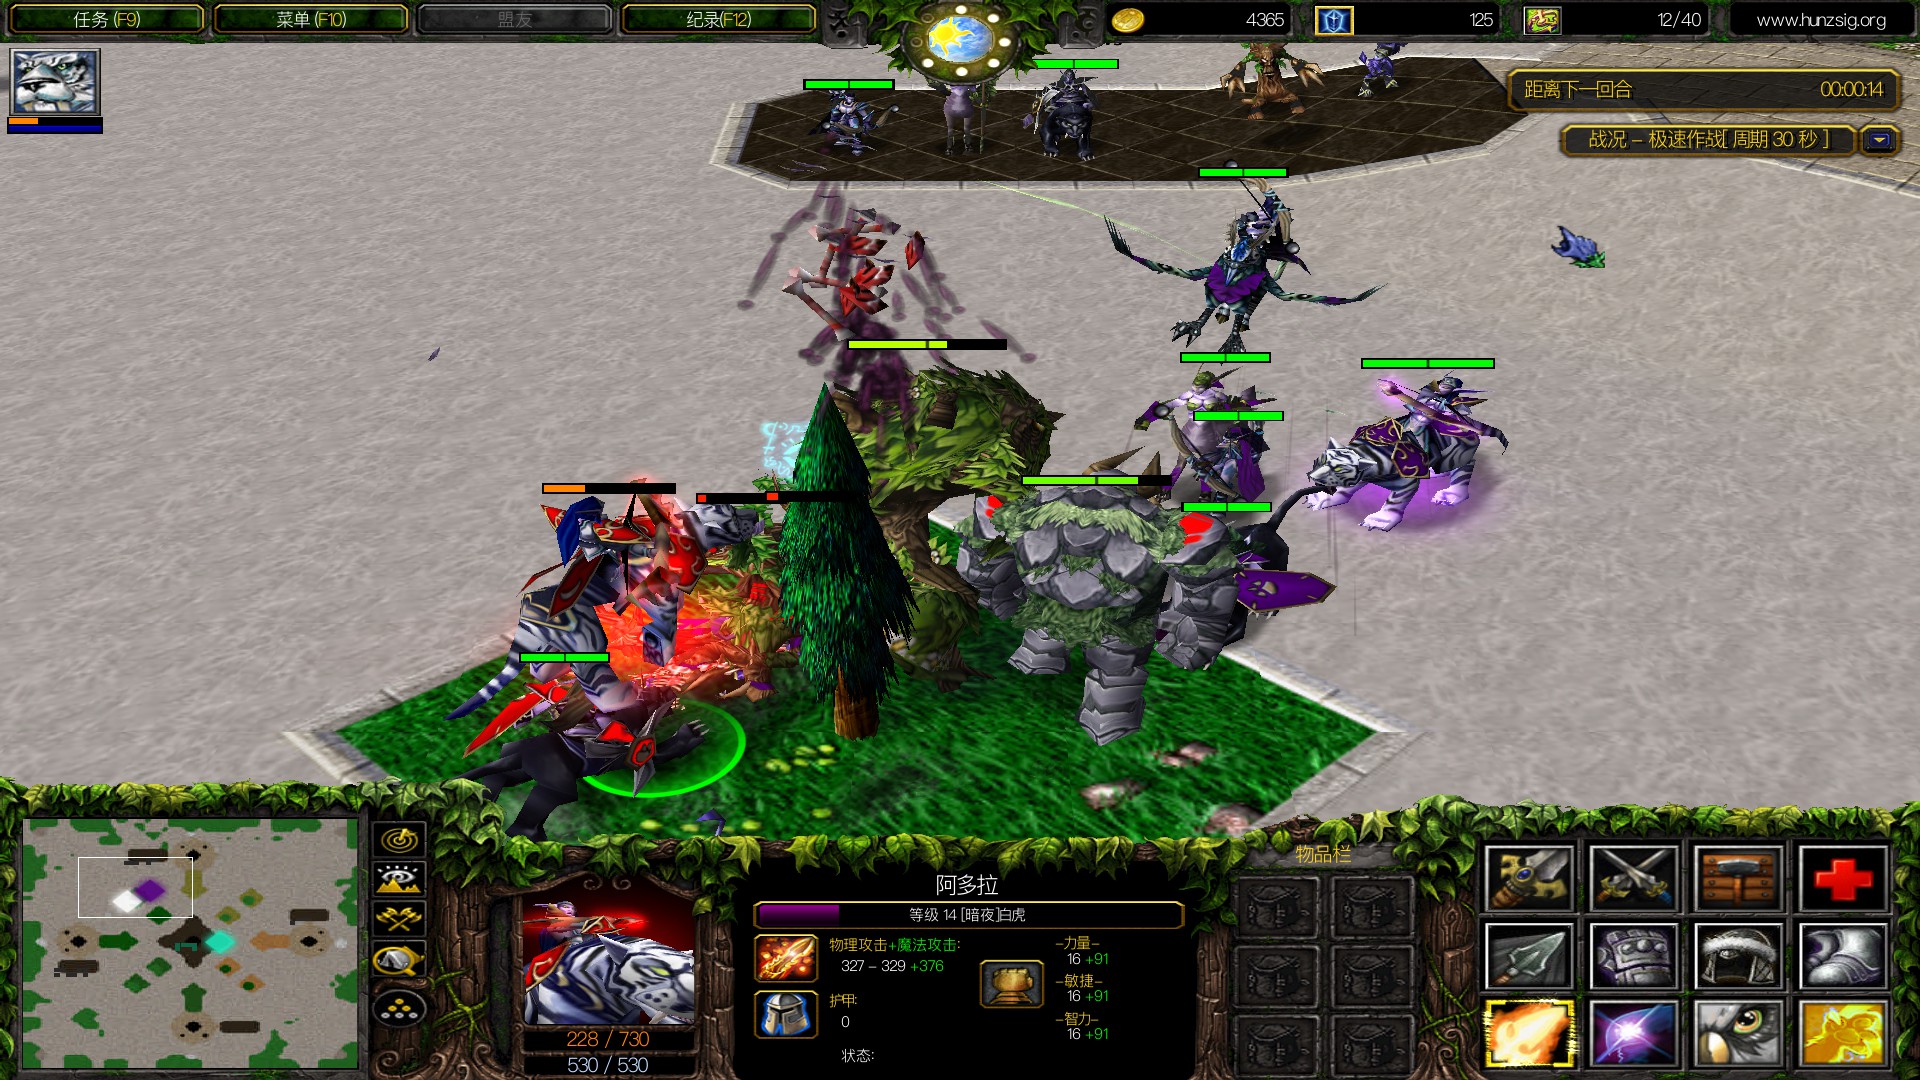 任务 (F9)
菜单 (F10)
盟友
纪录(F12)
4365
125
12/40
www.hunzsig.org
距离下一回合 00:00:14
战况 – 极速作战[ 周期 30 秒 ]
物品栏
阿多拉
等级 14 [暗夜]白虎
物理攻击+魔法攻击:
327 – 329 +376
护甲:
0
状态:
–力量–
16 +91
–敏捷–
16 +91
–智力–
16 +91
228 / 730
530 / 530